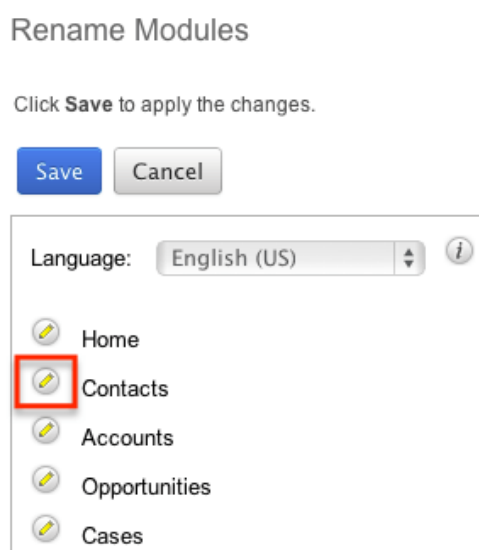 Rename Modules
Click Save to apply the changes.
Save Cancel
Language: English (US) i
Home
Contacts
Accounts
Opportunities
Cases